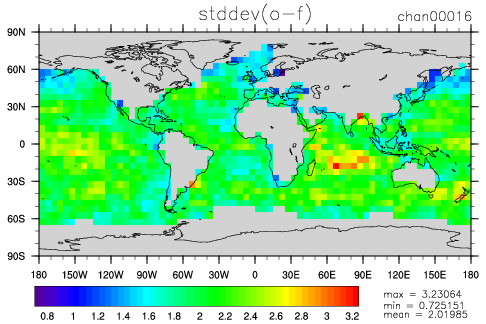 stddev(o-f)
chan00016
90N
60N
30N
0
30S
60S
90S
180 150W 120W 90W 60W 30W 0 30E 60E 90E 120E 150E 180
0.8 1 1.2 1.4 1.6 1.8 2 2.2 2.4 2.6 2.8 3 3.2
max = 3.23064
min = 0.725151
mean = 2.01985